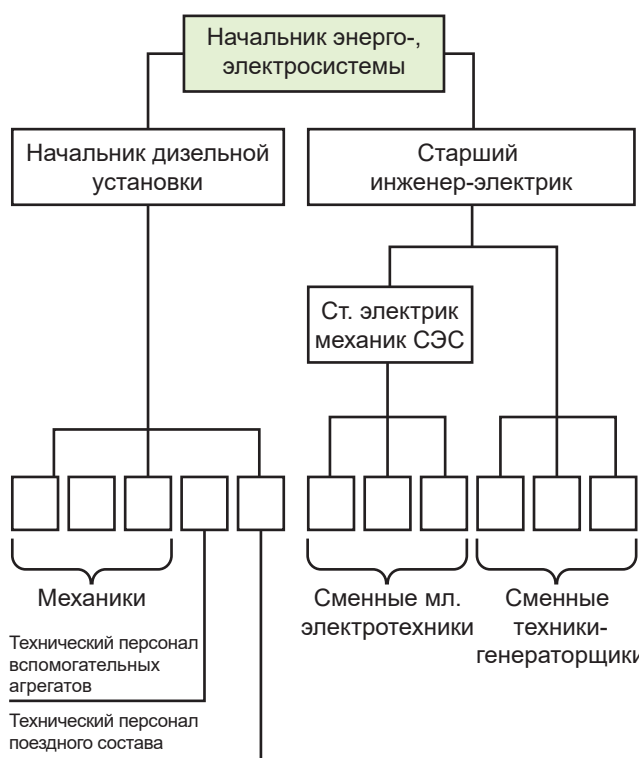 Начальник энерго-,
электросистемы
Начальник дизельной
установки
Старший
инженер-электрик
Ст. электрик
механик СЭС
Механики
Сменные мл.
электротехники
Сменные
техники-
генераторщики
Технический персонал
вспомогательных
агрегатов
Технический персонал
поездного состава